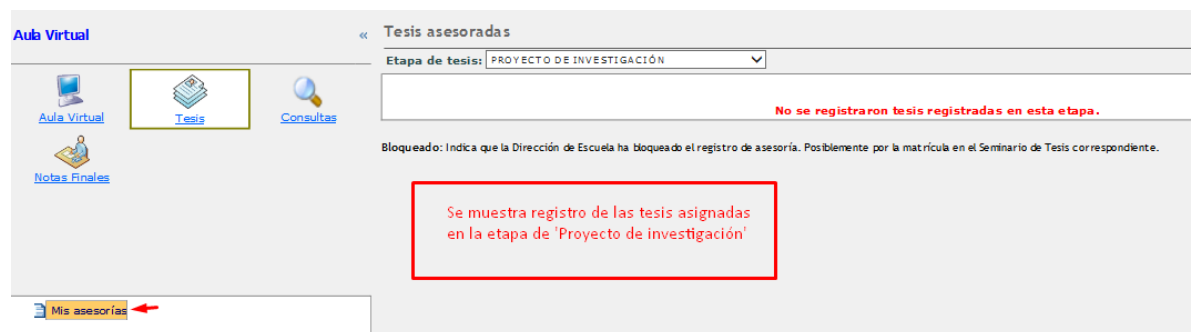 Aula Virtual «
Aula Virtual
Tesis
Consultas
Notas Finales
Mis asesorías
Tesis asesoradas
Etapa de tesis: PROYECTO DE INVESTIGACIÓN
No se registraron tesis registradas en esta etapa.
Bloqueado: Indica que la Dirección de Escuela ha bloqueado el registro de asesoría. Posiblemente por la matrícula en el Seminario de Tesis correspondiente.
Se muestra registro de las tesis asignadas
en la etapa de 'Proyecto de investigación'